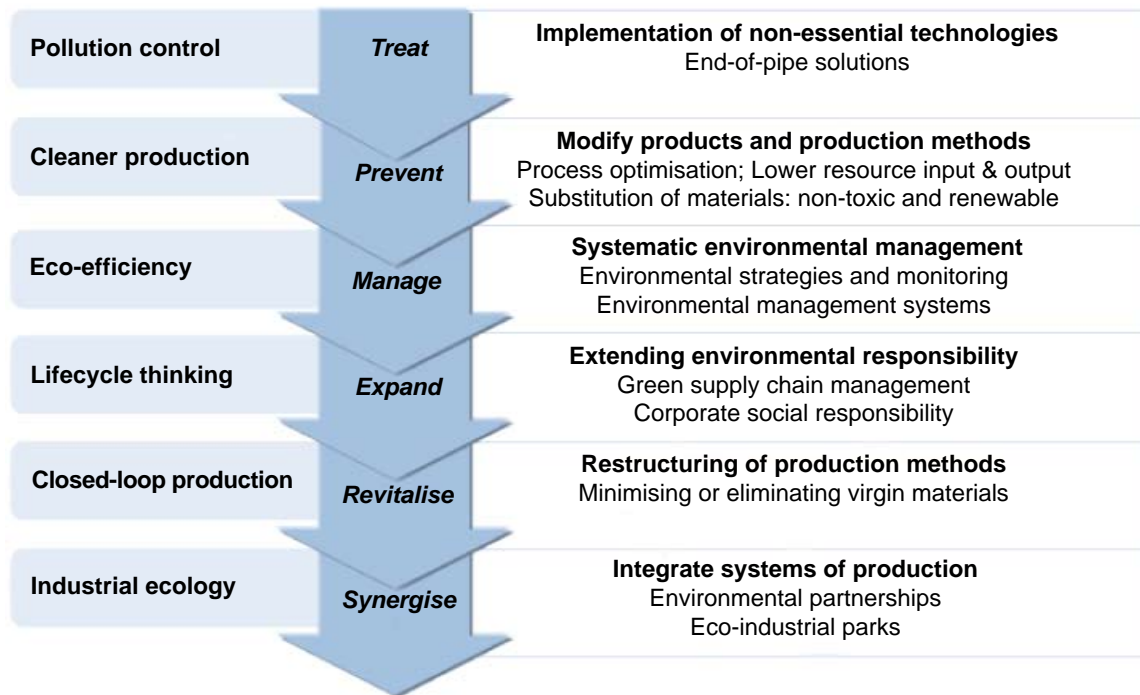 Pollution control
Treat
Implementation of non-essential technologies
End-of-pipe solutions
Cleaner production
Prevent
Modify products and production methods
Process optimisation; Lower resource input & output
Substitution of materials: non-toxic and renewable
Eco-efficiency
Manage
Systematic environmental management
Environmental strategies and monitoring
Environmental management systems
Lifecycle thinking
Expand
Extending environmental responsibility
Green supply chain management
Corporate social responsibility
Closed-loop production
Revitalise
Restructuring of production methods
Minimising or eliminating virgin materials
Industrial ecology
Synergise
Integrate systems of production
Environmental partnerships
Eco-industrial parks